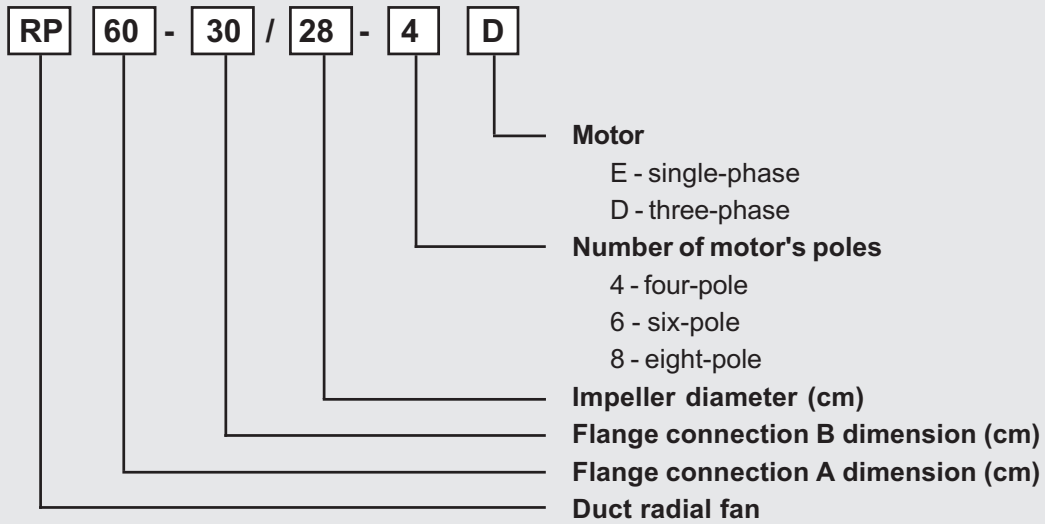 RP 60 - 30 / 28 - 4 D
Motor
E - single-phase
D - three-phase
Number of motor's poles
4 - four-pole
6 - six-pole
8 - eight-pole
Impeller diameter (cm)
Flange connection B dimension (cm)
Flange connection A dimension (cm)
Duct radial fan